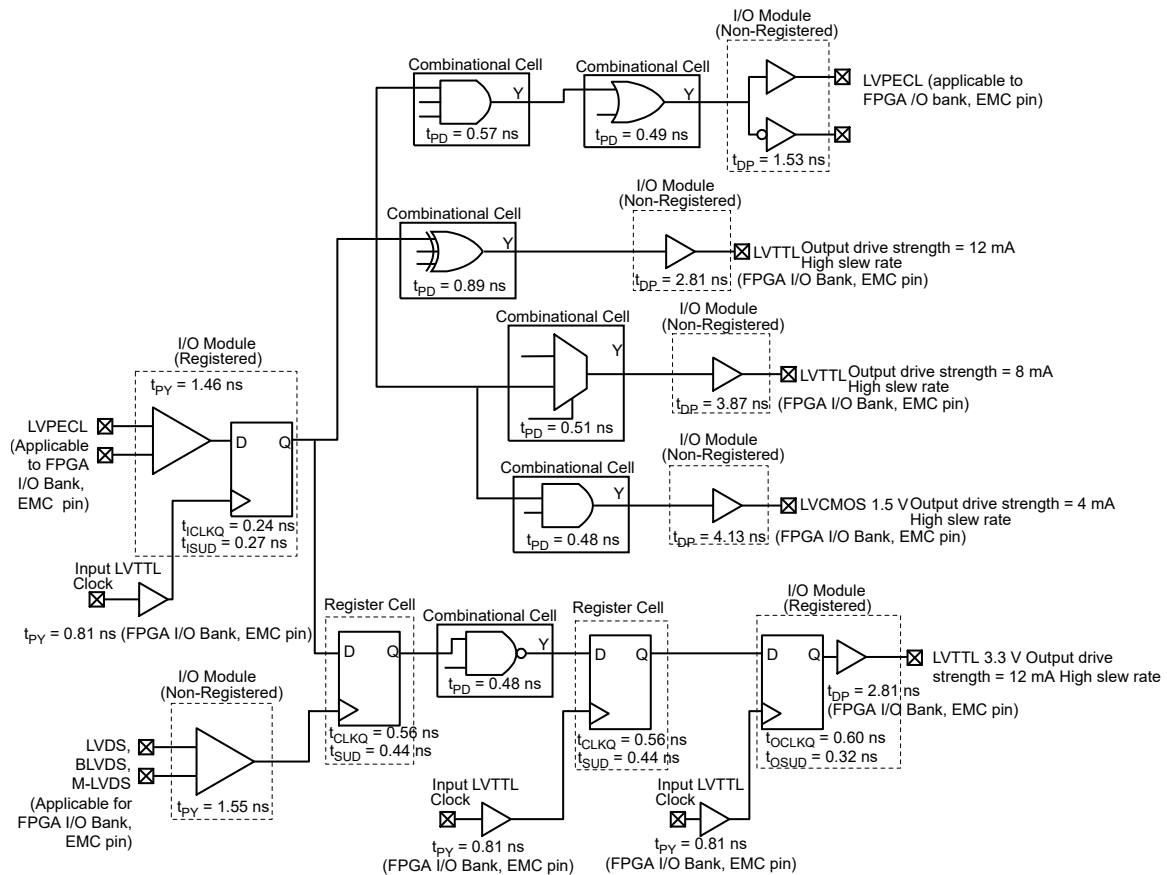 I/O Module
(Non-Registered)
Combinational Cell
Combinational Cell
Y
Y
LVPECL (applicable to
FPGA /O bank, EMC pin)
tPD = 0.57 ns
tPD = 0.49 ns
tDP = 1.53 ns
I/O Module
(Non-Registered)
Combinational Cell
Y
LVTTL Output drive strength = 12 mA
High slew rate
tPD = 0.89 ns
tDP = 2.81 ns
(FPGA I/O Bank, EMC pin)
I/O Module
(Non-Registered)
Combinational Cell
Y
LVTTL Output drive strength = 8 mA
High slew rate
tDP = 3.87 ns
(FPGA I/O Bank, EMC pin)
tPD = 0.51 ns
I/O Module
(Registered)
tPY = 1.46 ns
LVPECL
(Applicable
to FPGA
I/O Bank,
EMC pin)
D
Q
tICLKQ = 0.24 ns
tISUD = 0.27 ns
I/O Module
(Non-Registered)
Combinational Cell
Y
LVCMOS 1.5 V Output drive strength = 4 mA
High slew rate
tPD = 0.48 ns
tDP = 4.13 ns
(FPGA I/O Bank, EMC pin)
Input LVTTL
Clock
tPY = 0.81 ns (FPGA I/O Bank, EMC pin)
Register Cell
D
Q
tCLKQ = 0.56 ns
tSUD = 0.44 ns
Combinational Cell
Y
tPD = 0.48 ns
Register Cell
D
Q
tCLKQ = 0.56 ns
tSUD = 0.44 ns
I/O Module
(Registered)
D
Q
LVTTL 3.3 V Output drive
strength = 12 mA High slew rate
tDP = 2.81 ns
(FPGA I/O Bank, EMC pin)
tOCLKQ = 0.60 ns
tOSUD = 0.32 ns
I/O Module
(Non-Registered)
LVDS,
BLVDS,
M-LVDS
(Applicable for
FPGA I/O Bank,
EMC pin)
tPY = 1.55 ns
Input LVTTL
Clock
tPY = 0.81 ns
(FPGA I/O Bank, EMC pin)
Input LVTTL
Clock
tPY = 0.81 ns
(FPGA I/O Bank, EMC pin)